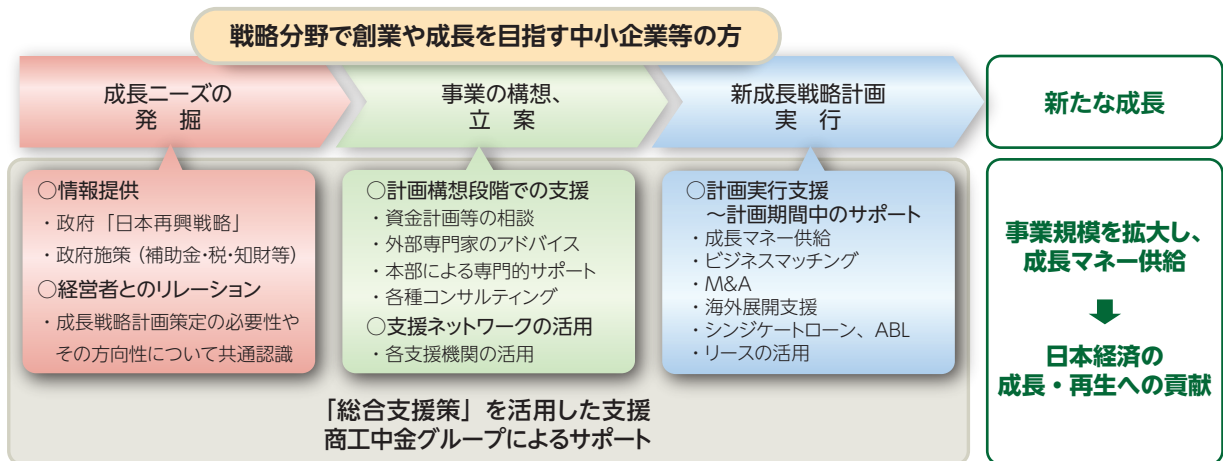 戦略分野で創業や成長を目指す中小企業等の方
成長ニーズの
発 掘
事業の構想、
立 案
新成長戦略計画
実 行
新たな成長
○情報提供
・政府「日本再興戦略」
・政府施策（補助金・税・知財等）
○経営者とのリレーション
・成長戦略計画策定の必要性や
その方向性について共通認識
○計画構想段階での支援
・資金計画等の相談
・外部専門家のアドバイス
・本部による専門的サポート
・各種コンサルティング
○支援ネットワークの活用
・各支援機関の活用
○計画実行支援
～計画期間中のサポート
・成長マネー供給
・ビジネスマッチング
・M&A
・海外展開支援
・シンジケートローン、ABL
・リースの活用
「総合支援策」を活用した支援
商工中金グループによるサポート
事業規模を拡大し、
成長マネー供給
日本経済の
成長・再生への貢献